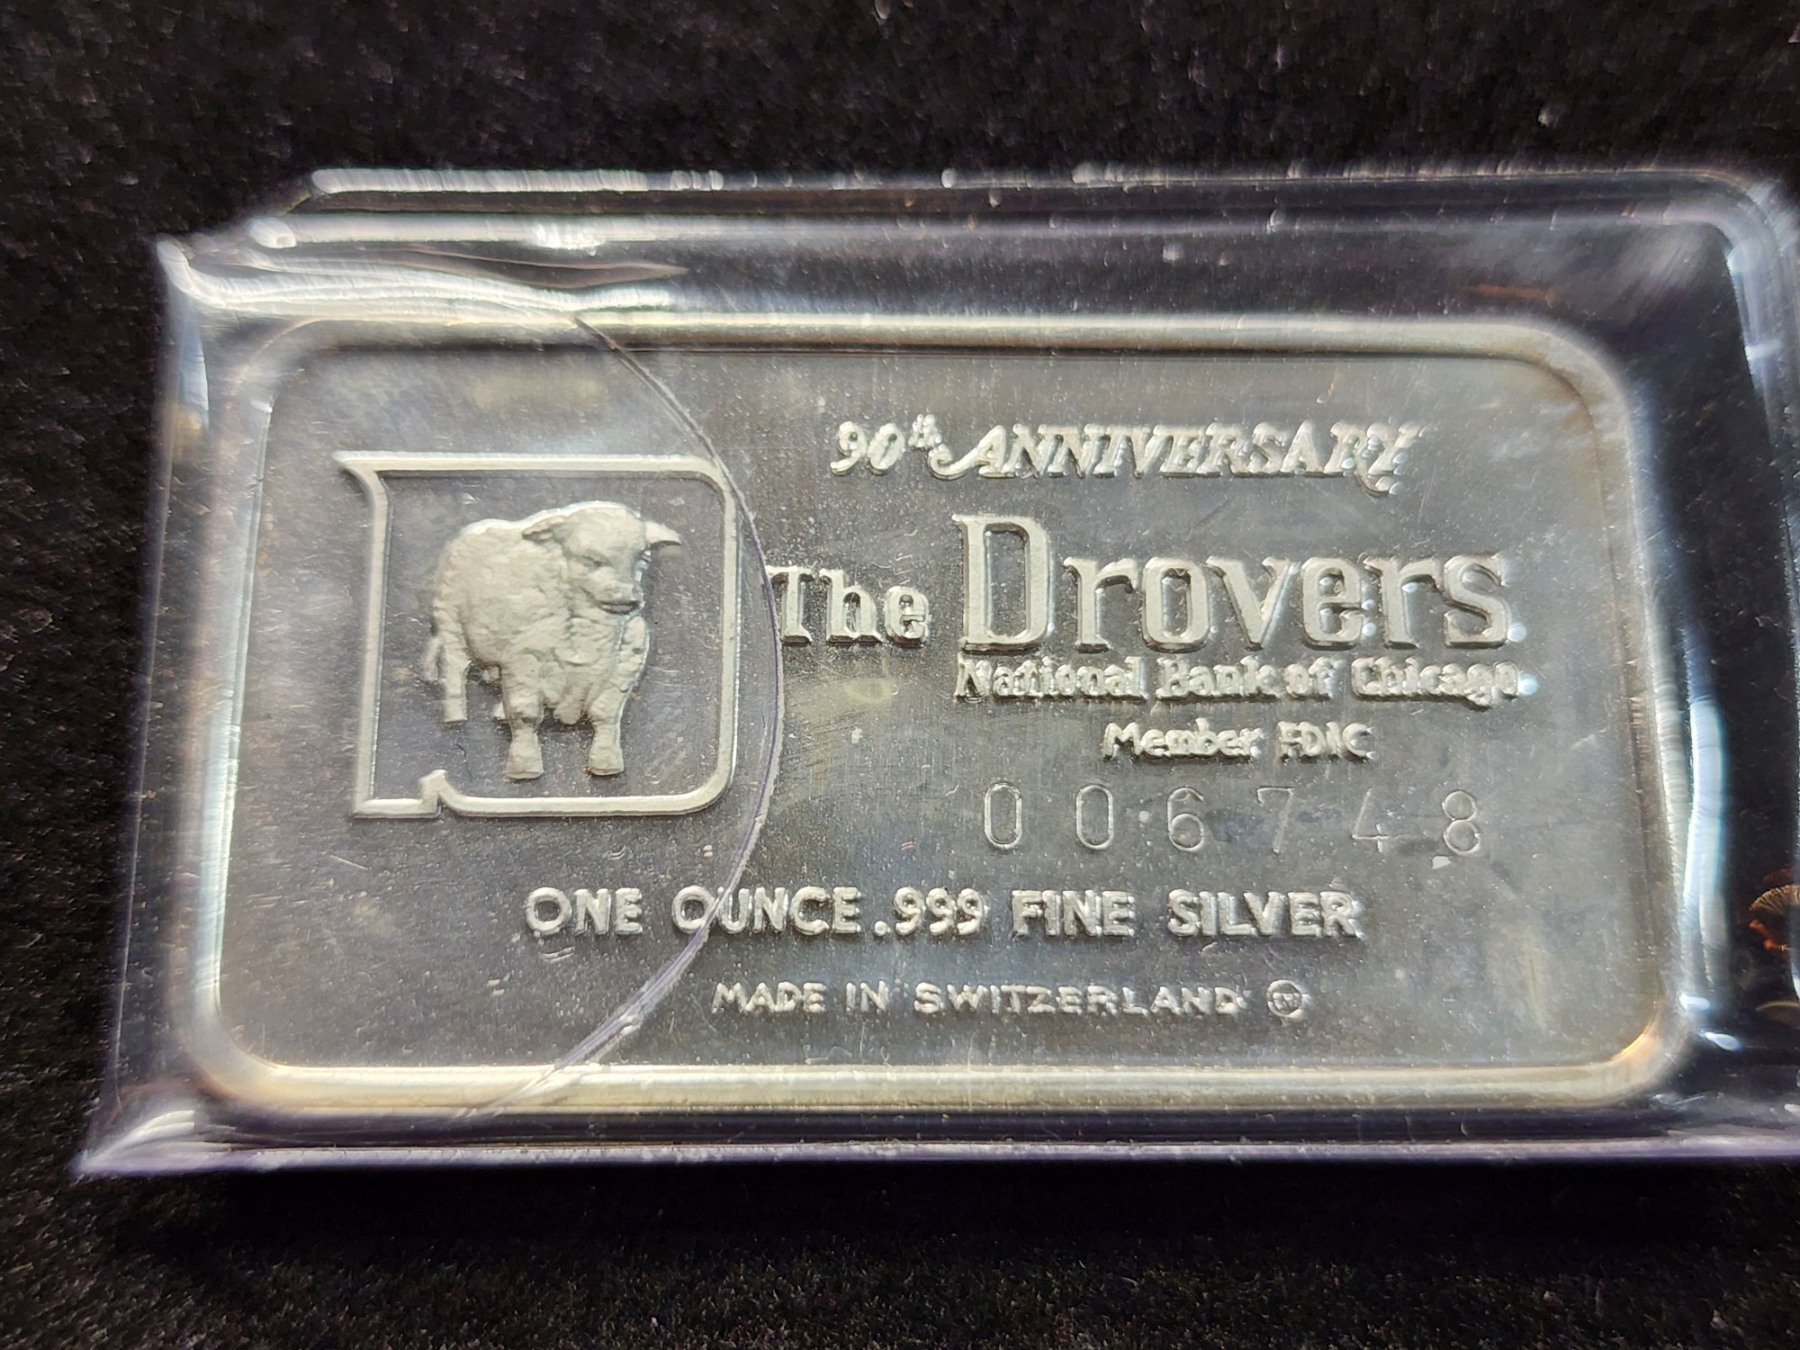 90th ANNIVERSARY
The Drovers
National Bank of Chicago
Member FDIC
006748
ONE OUNCE .999 FINE SILVER
MADE IN SWITZERLAND